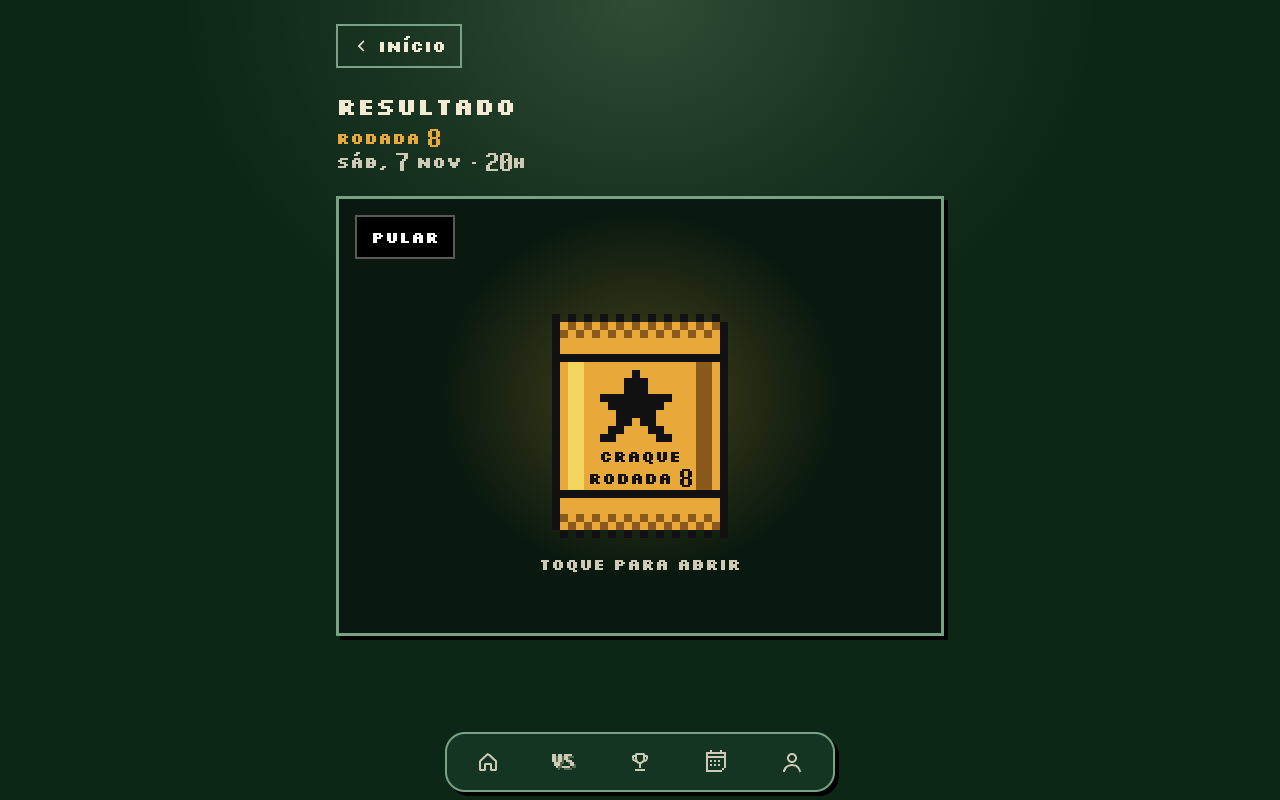 INÍCIO
RESULTADO
RODADA 8
SÁB, 7 NOV · 20H
PULAR
CRAQUE
RODADA 8
TOQUE PARA ABRIR
VS